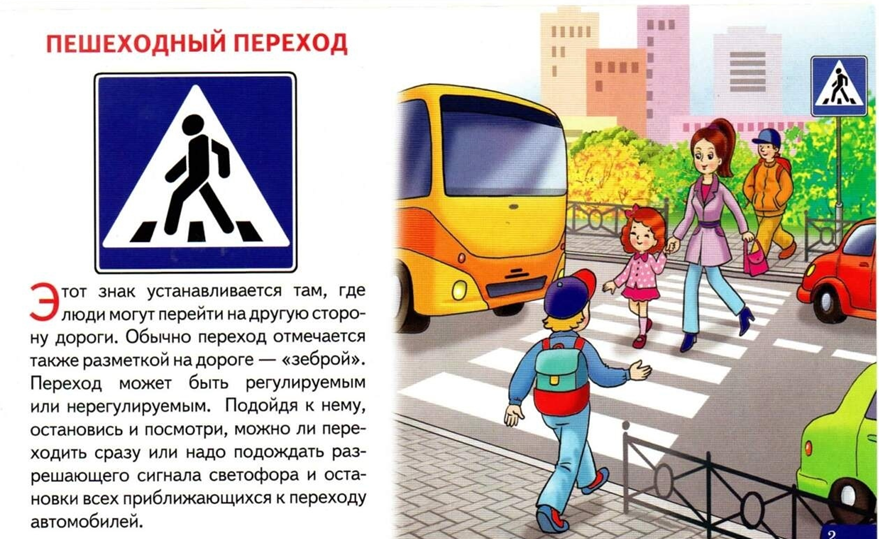 ПЕШЕХОДНЫЙ ПЕРЕХОД
Этот знак устанавливается там, где
люди могут перейти на другую сторо-
ну дороги. Обычно переход отмечается
также разметкой на дороге — «зеброй».
Переход может быть регулируемым
или нерегулируемым. Подойдя к нему,
остановись и посмотри, можно ли пере-
ходить сразу или надо подождать раз-
решающего сигнала светофора и оста-
новки всех приближающихся к переходу
автомобилей.
2